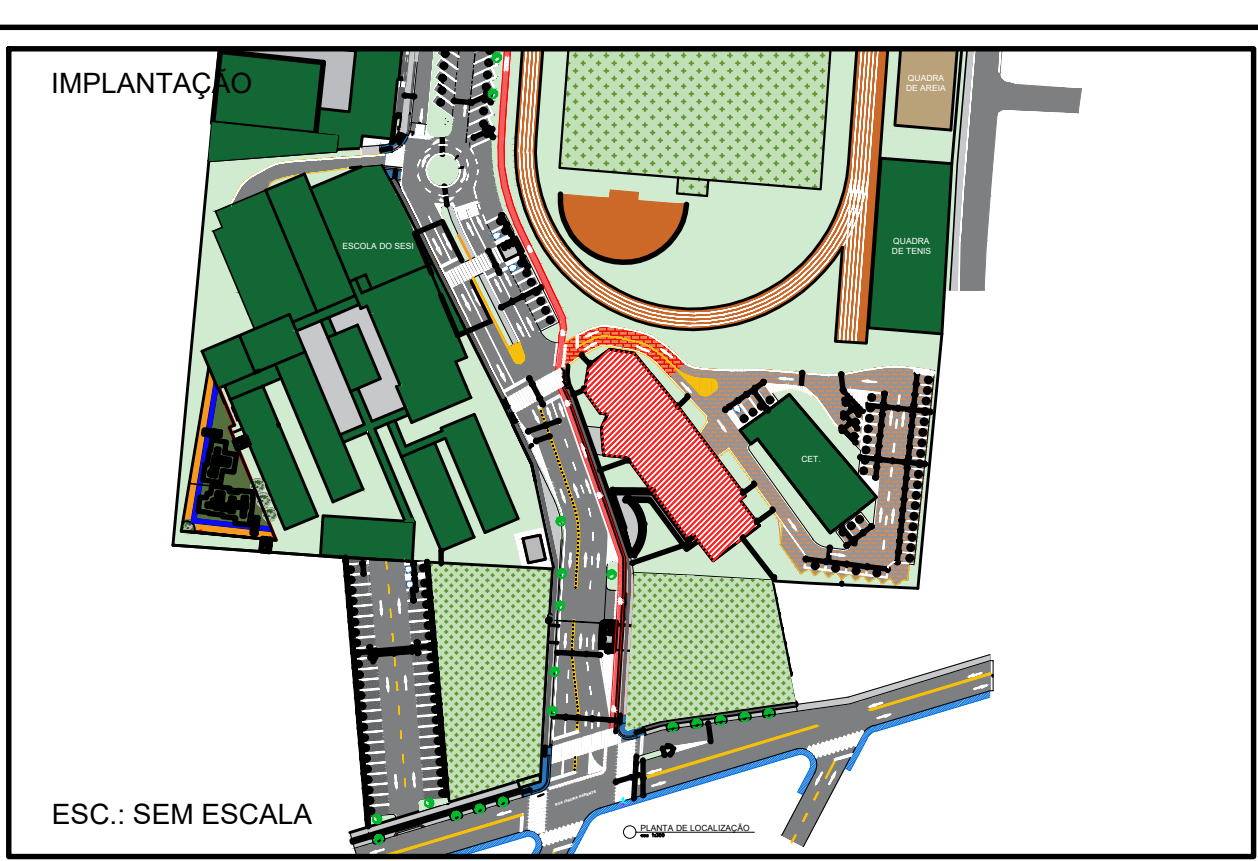 IMPLANTAÇÃO
QUADRA
DE AREIA
ESCOLA DO SESI
QUADRA
DE TENIS
CET.
ESC.: SEM ESCALA
PLANTA DE LOCALIZAÇÃO